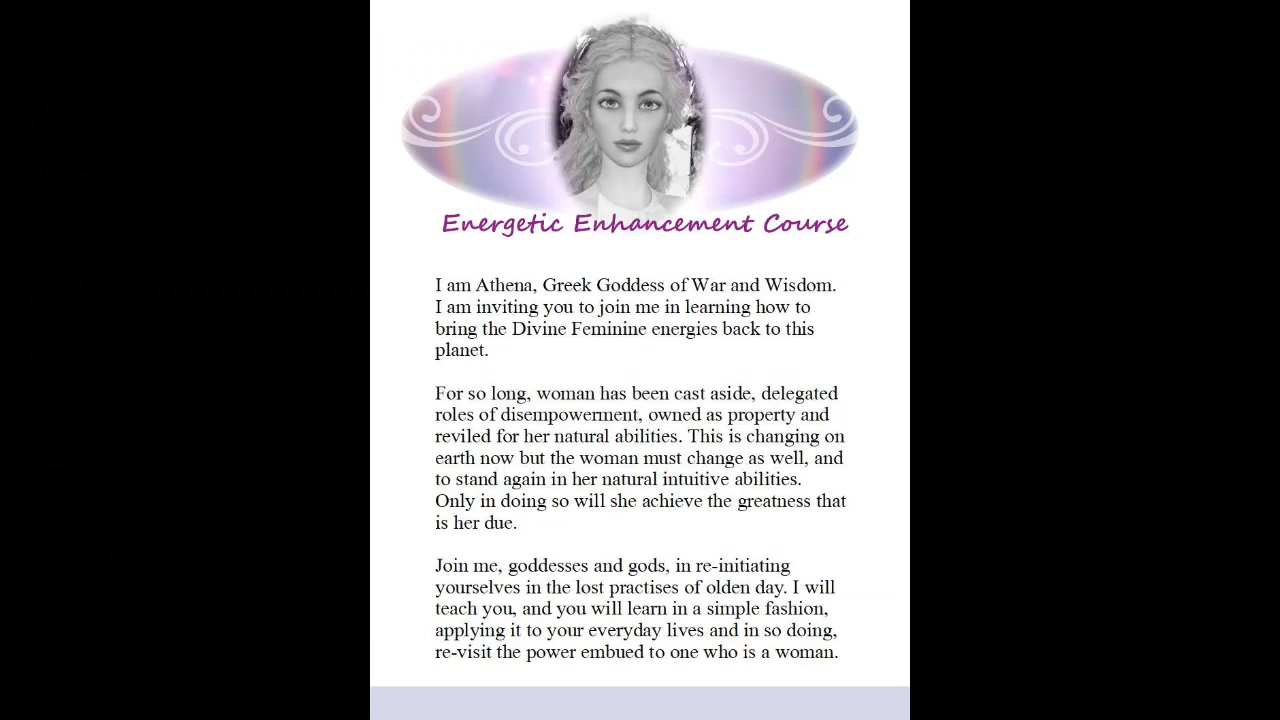 Energetic Enhancement Course
I am Athena, Greek Goddess of War and Wisdom.
I am inviting you to join me in learning how to
bring the Divine Feminine energies back to this
planet.
For so long, woman has been cast aside, delegated
roles of disempowerment, owned as property and
reviled for her natural abilities. This is changing on
earth now but the woman must change as well, and
to stand again in her natural intuitive abilities.
Only in doing so will she achieve the greatness that
is her due.
Join me, goddesses and gods, in re-initiating
yourselves in the lost practises of olden day. I will
teach you, and you will learn in a simple fashion,
applying it to your everyday lives and in so doing,
re-visit the power embued to one who is a woman.